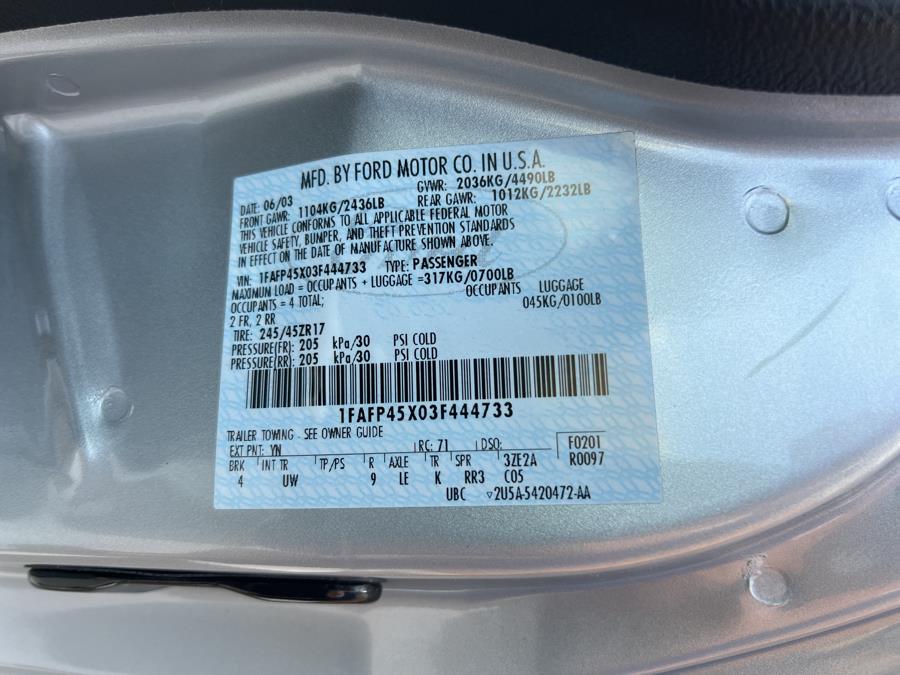 MFD. BY FORD MOTOR CO. IN U.S.A.
DATE: 06/03 GVWR: 2036KG/4490LB
FRONT GAWR: 1104KG/2436LB REAR GAWR: 1012KG/2232LB
THIS VEHICLE CONFORMS TO ALL APPLICABLE FEDERAL MOTOR
VEHICLE SAFETY, BUMPER, AND THEFT PREVENTION STANDARDS
IN EFFECT ON THE DATE OF MANUFACTURE SHOWN ABOVE.
VIN: 1FAFP45X03F444733 TYPE: PASSENGER
MAXIMUM LOAD = OCCUPANTS + LUGGAGE =317KG/0700LB
OCCUPANTS = 4 TOTAL; OCCUPANTS LUGGAGE
2 FR, 2 RR 045KG/0100LB
TIRE: 245/45ZR17
PRESSURE(FR): 205 kPa/30 PSI COLD
PRESSURE(RR): 205 kPa/30 PSI COLD
1FAFP45X03F444733
TRAILER TOWING - SEE OWNER GUIDE
EXT PNT: YN RC: 71 DSO: F0201
BRK INT TR TP/PS R AXLE TR SPR 3ZE2A R0097
4 UW 9 LE K RR3 C05
UBC ▽2U5A-5420472-AA